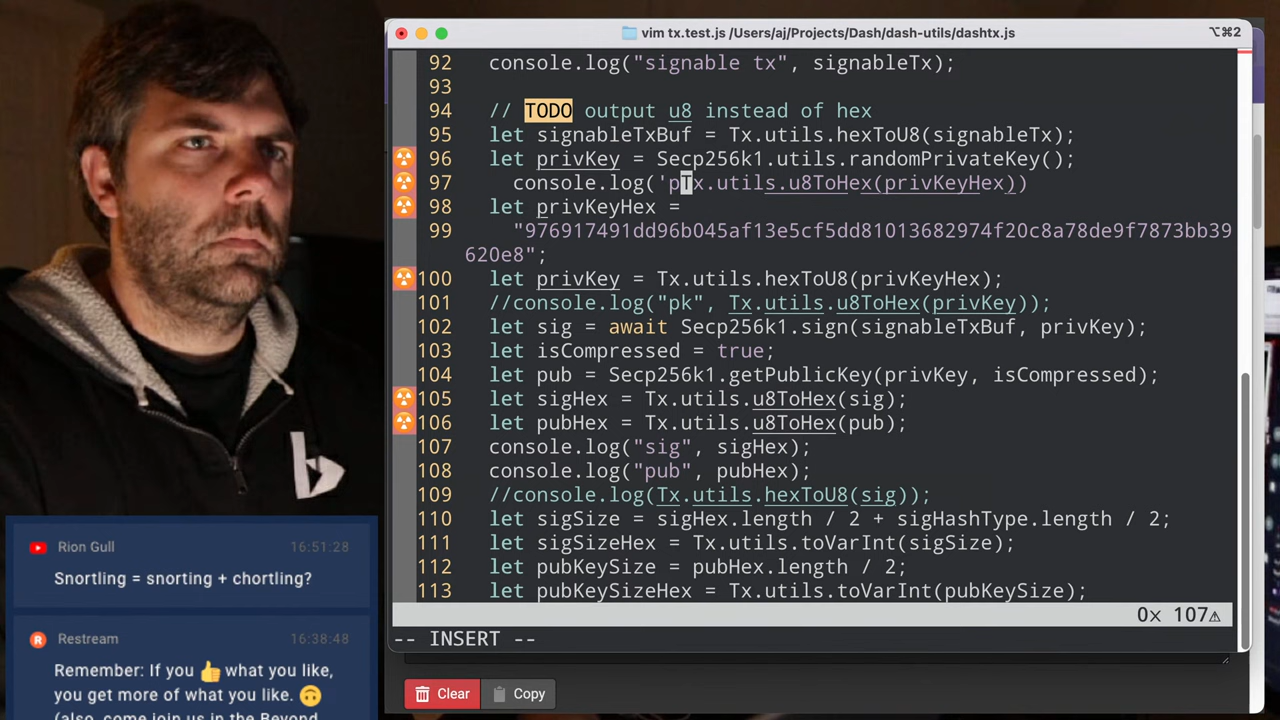 vim tx.test.js /Users/aj/Projects/Dash/dash-utils/dashtx.js
⌥⌘2
92 console.log("signable tx", signableTx);
93
94 // TODO output u8 instead of hex
95 let signableTxBuf = Tx.utils.hexToU8(signableTx);
96 let privKey = Secp256k1.utils.randomPrivateKey();
97 console.log('pTx.utils.u8ToHex(privKeyHex))
98 let privKeyHex =
99 "976917491dd96b045af13e5cf5dd81013682974f20c8a78de9f7873bb39
620e8";
100 let privKey = Tx.utils.hexToU8(privKeyHex);
101 //console.log("pk", Tx.utils.u8ToHex(privKey));
102 let sig = await Secp256k1.sign(signableTxBuf, privKey);
103 let isCompressed = true;
104 let pub = Secp256k1.getPublicKey(privKey, isCompressed);
105 let sigHex = Tx.utils.u8ToHex(sig);
106 let pubHex = Tx.utils.u8ToHex(pub);
107 console.log("sig", sigHex);
108 console.log("pub", pubHex);
109 //console.log(Tx.utils.hexToU8(sig));
110 let sigSize = sigHex.length / 2 + sigHashType.length / 2;
111 let sigSizeHex = Tx.utils.toVarInt(sigSize);
112 let pubKeySize = pubHex.length / 2;
113 let pubKeySizeHex = Tx.utils.toVarInt(pubKeySize);
0× 107⚠
-- INSERT --
Clear
Copy
Rion Gull 16:51:28
Snortling = snorting + chortling?
Restream 16:38:48
Remember: If you 👍 what you like,
you get more of what you like. 🙃
(also, come join us in the Beyond